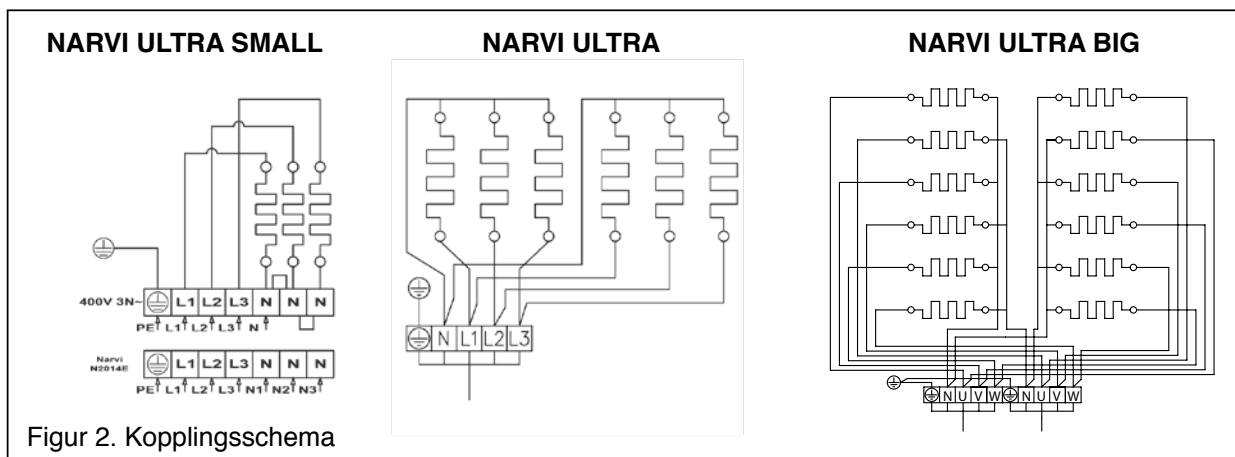 NARVI ULTRA SMALL
NARVI ULTRA
NARVI ULTRA BIG
400V 3N~ L1 L2 L3 N N N
PE L1 L2 L3 N
Narvi
N2014E
L1 L2 L3 N N N
PE L1 L2 L3 N1 N2 N3
N L1 L2 L3
N U V W N U V W
Figur 2. Kopplingsschema